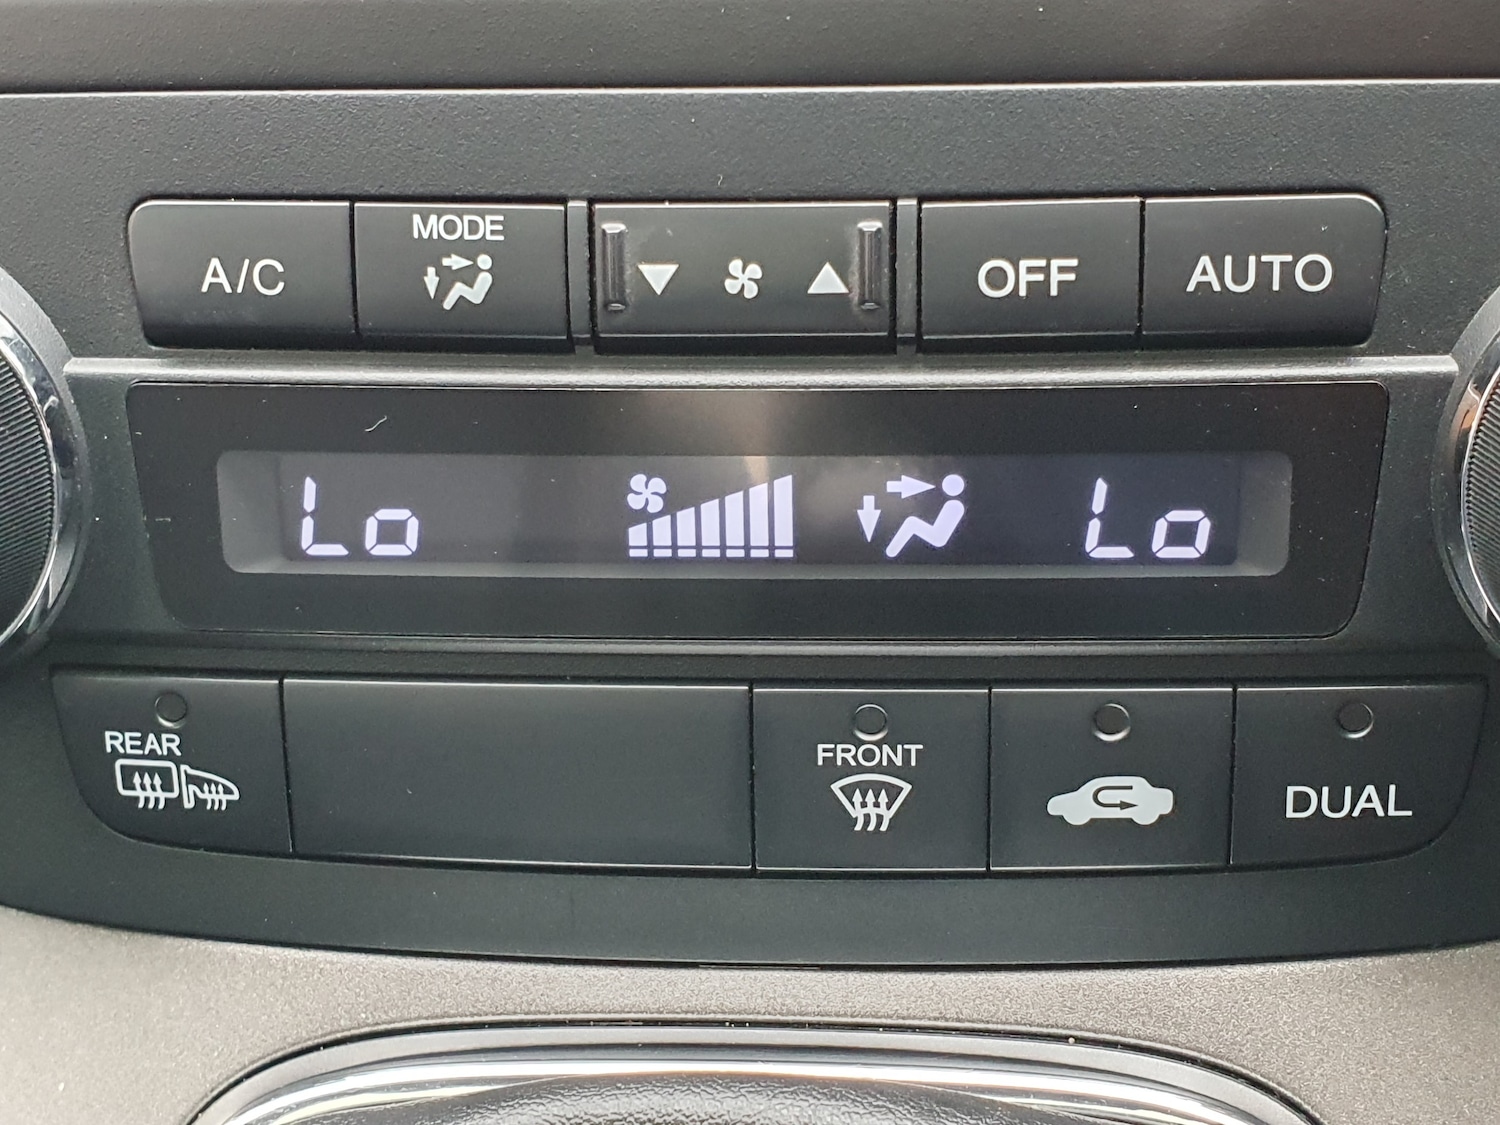 A/C
MODE
OFF
AUTO
Lo
Lo
REAR
FRONT
DUAL